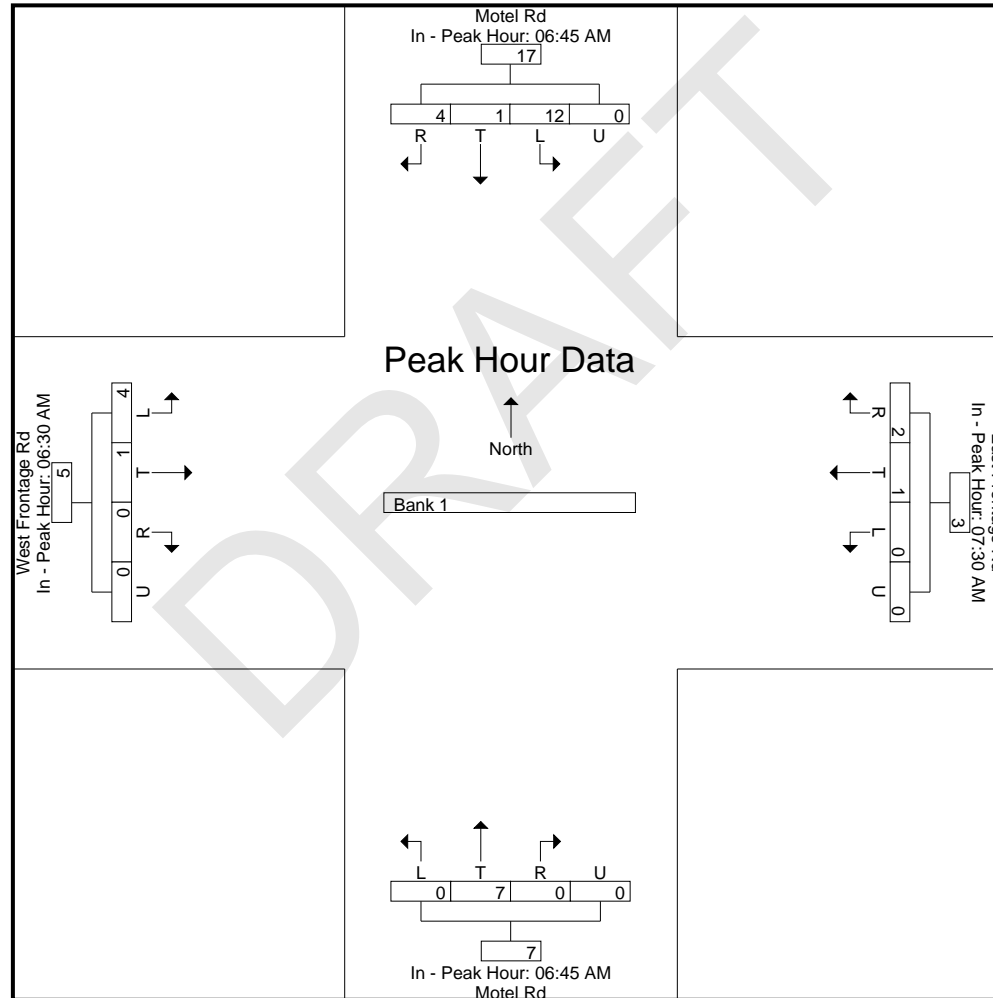 Motel Rd
In - Peak Hour: 06:45 AM
17
4 1 12 0
R T L U
Peak Hour Data
North
Bank 1
West Frontage Rd
In - Peak Hour: 06:30 AM
5
4 1 0 0
L T R U
In - Peak Hour: 07:30 AM
3
2 1 0 0
R T L U
L T R U
0 7 0 0
7
In - Peak Hour: 06:45 AM
Motel Rd
DRAFT